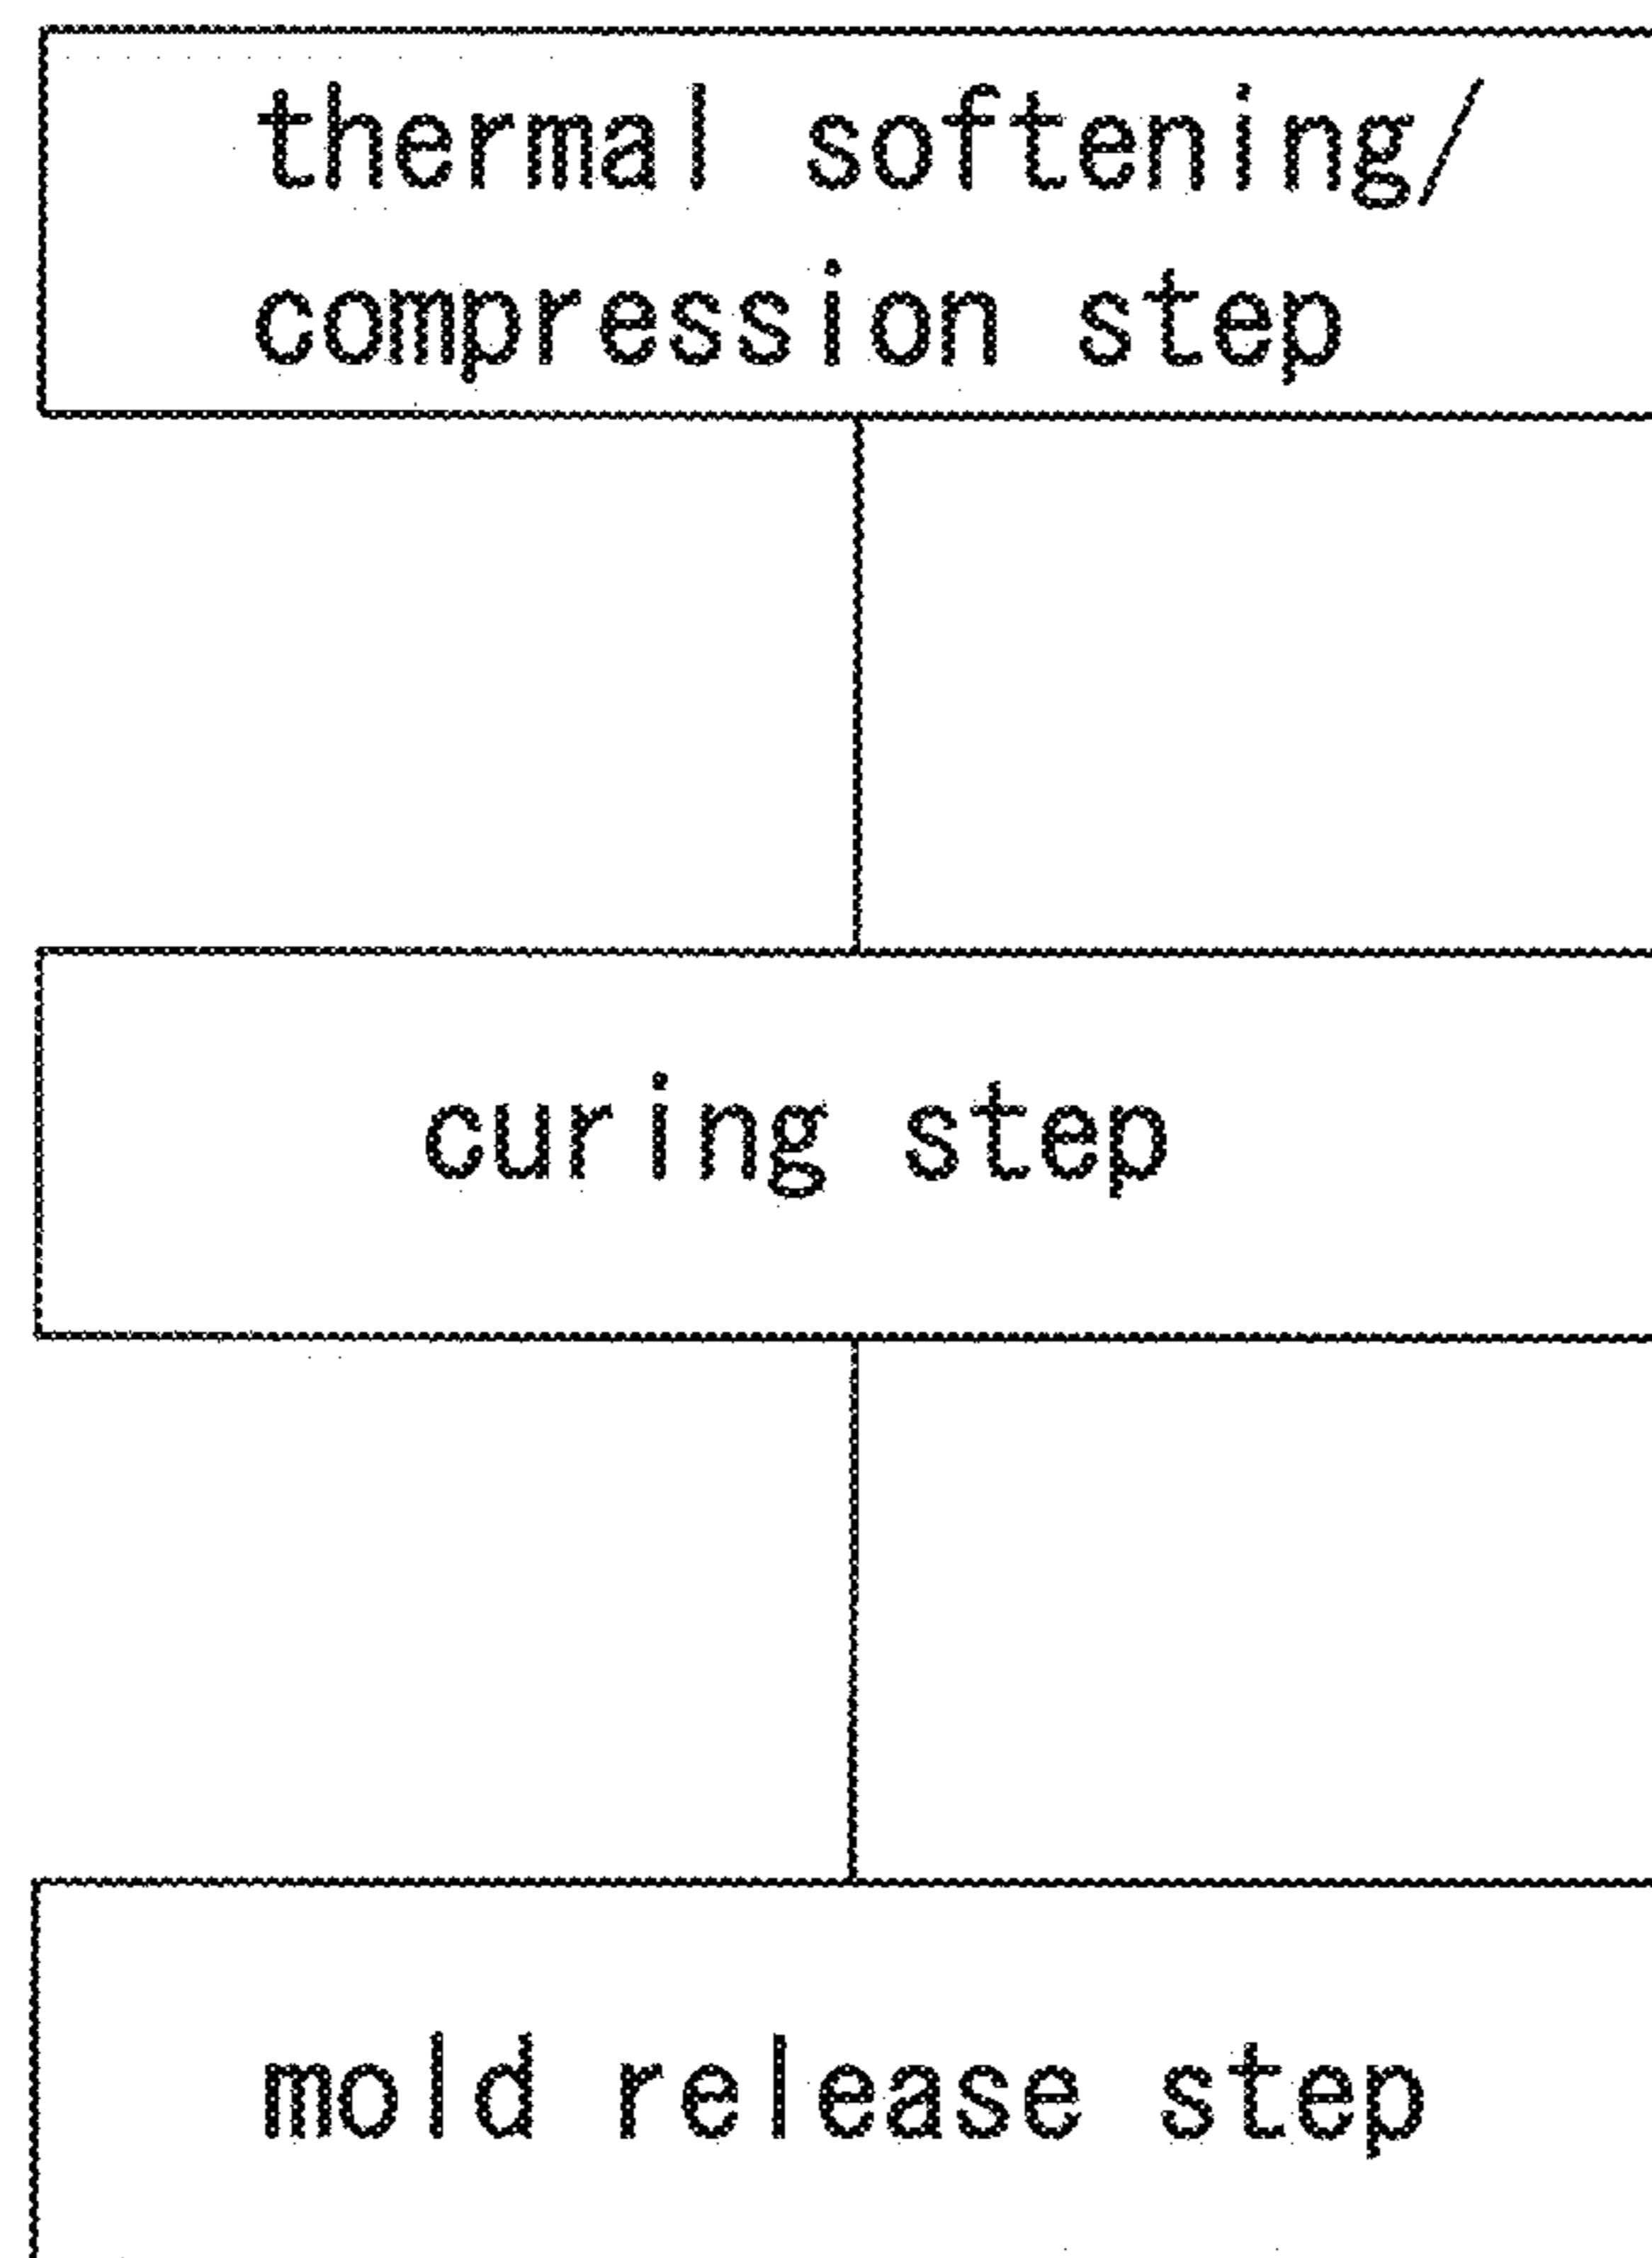 thermal softening/
compression step
curing step
mold release step